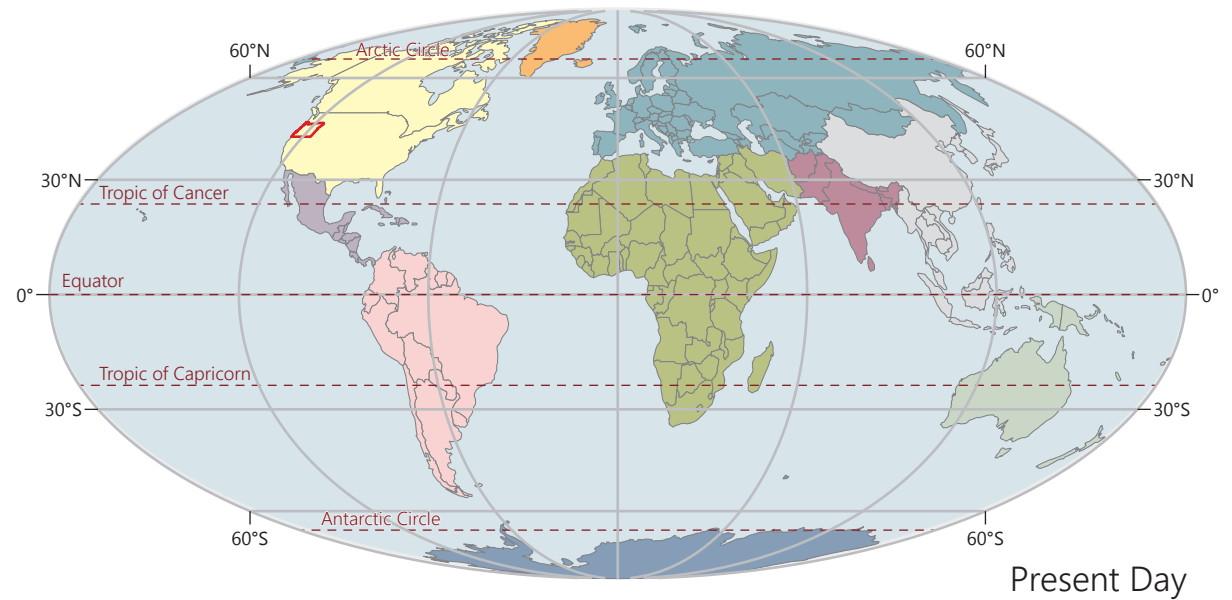 60°N
Arctic Circle
60°N
30°N
Tropic of Cancer
30°N
Equator
0°
0°
Tropic of Capricorn
30°S
30°S
Antarctic Circle
60°S
60°S
Present Day